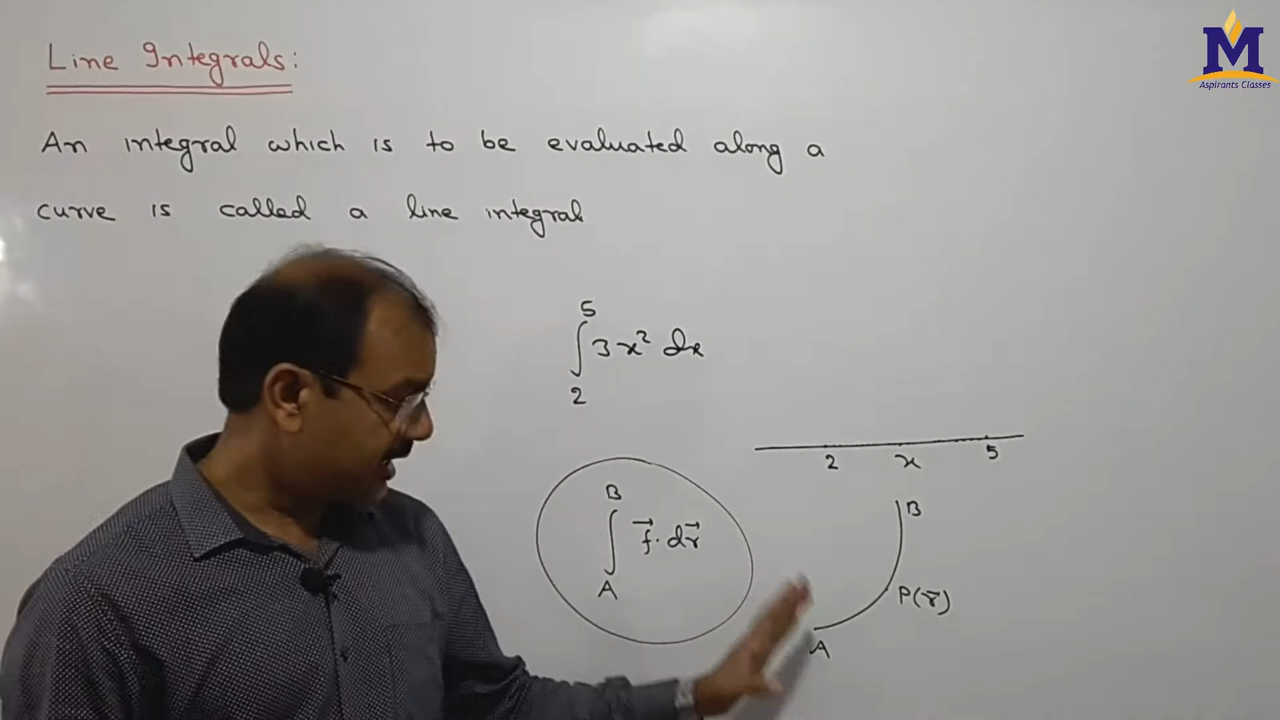 Line Integrals:
M
Aspirants Classes
An integral which is to be evaluated along a
curve is called a line integral
5
∫ 3x² dx
2
2 x 5
B
∫ f⃗ · dr⃗
A
B
P(r⃗)
A